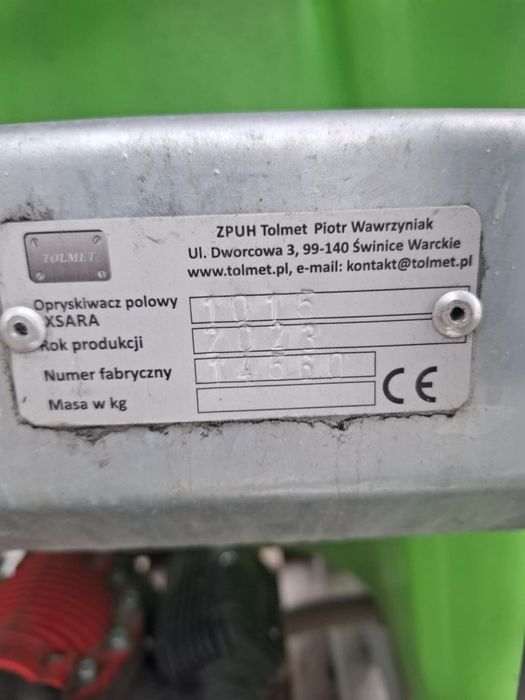 TOLMET
ZPUH Tolmet Piotr Wawrzyniak
Ul. Dworcowa 3, 99-140 Świnice Warckie
www.tolmet.pl, e-mail: kontakt@tolmet.pl
Opryskiwacz polowy 1015
XSARA
Rok produkcji 2023
Numer fabryczny 14560
Masa w kg
CE